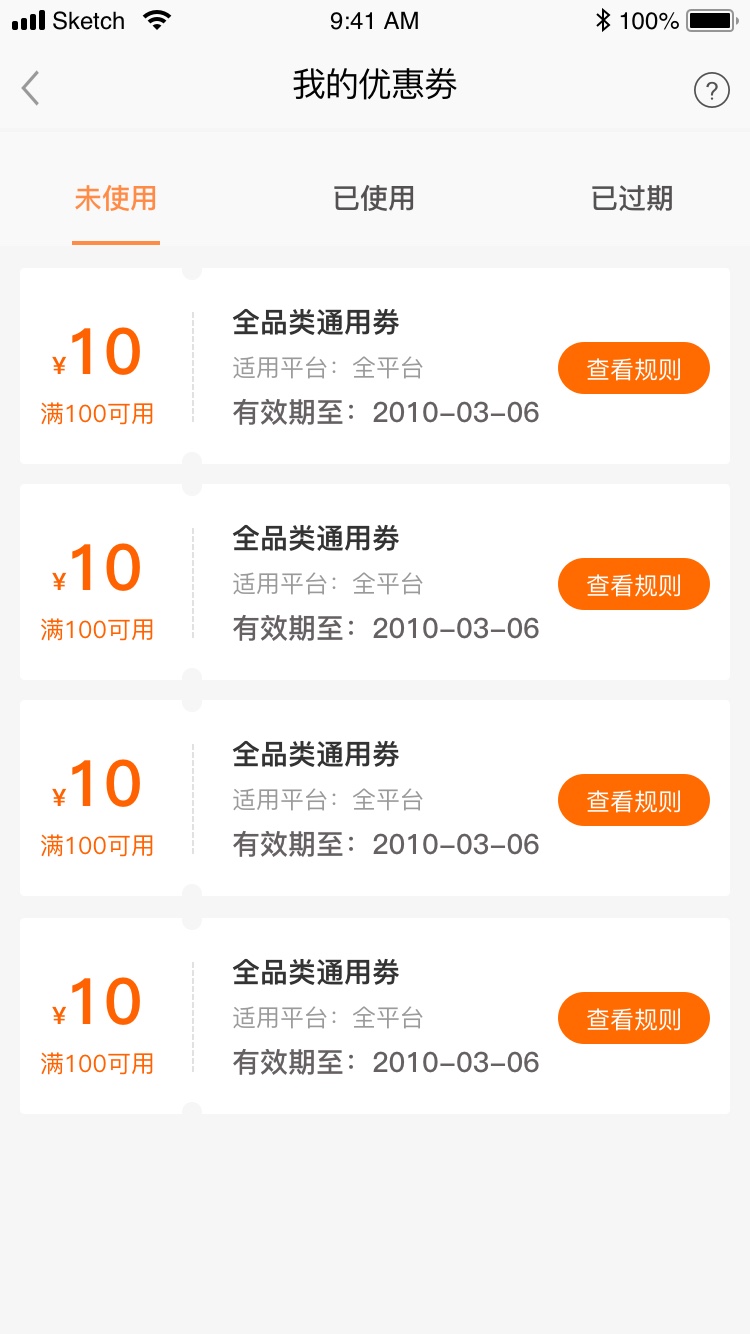 Sketch 9:41 AM 100%
我的优惠劵
?
未使用 已使用 已过期
¥10
满100可用
全品类通用劵
适用平台：全平台
有效期至：2010-03-06
查看规则
¥10
满100可用
全品类通用劵
适用平台：全平台
有效期至：2010-03-06
查看规则
¥10
满100可用
全品类通用劵
适用平台：全平台
有效期至：2010-03-06
查看规则
¥10
满100可用
全品类通用劵
适用平台：全平台
有效期至：2010-03-06
查看规则